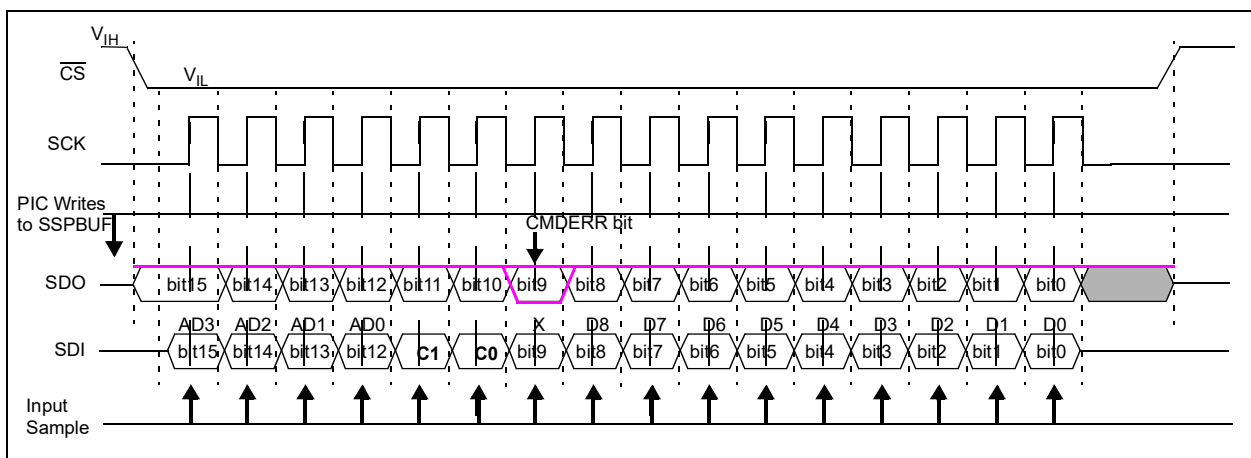 VIH
CS
VIL
SCK
PIC Writes
to SSPBUF
CMDERR bit
SDO bit15 bit14 bit13 bit12 bit11 bit10 bit9 bit8 bit7 bit6 bit5 bit4 bit3 bit2 bit1 bit0
AD3 AD2 AD1 AD0 X D8 D7 D6 D5 D4 D3 D2 D1 D0
SDI bit15 bit14 bit13 bit12 C1 C0 bit9 bit8 bit7 bit6 bit5 bit4 bit3 bit2 bit1 bit0
Input
Sample